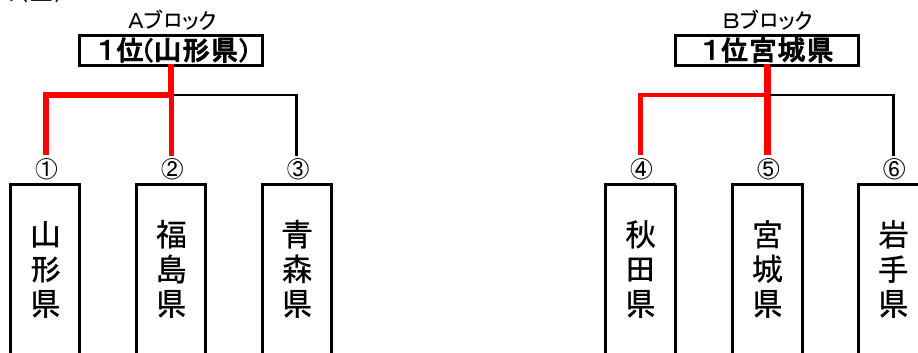 Aブロック
1位(山形県)
Bブロック
1位宮城県
①
②
③
④
⑤
⑥
山形県
福島県
青森県
秋田県
宮城県
岩手県